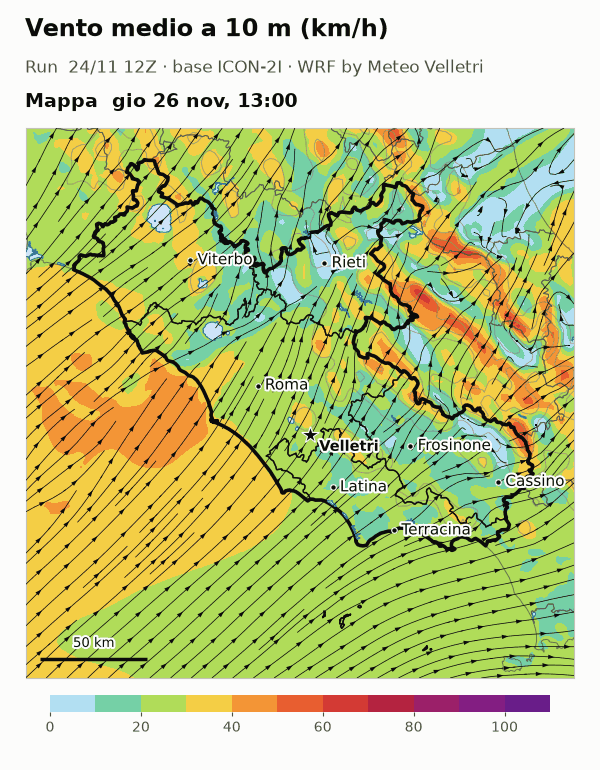 Vento medio a 10 m (km/h)
Run 24/11 12Z · base ICON-2I · WRF by Meteo Velletri
Mappa gio 26 nov, 13:00
Viterbo
Rieti
Roma
Velletri
Frosinone
Latina
Cassino
Terracina
50 km
0 20 40 60 80 100